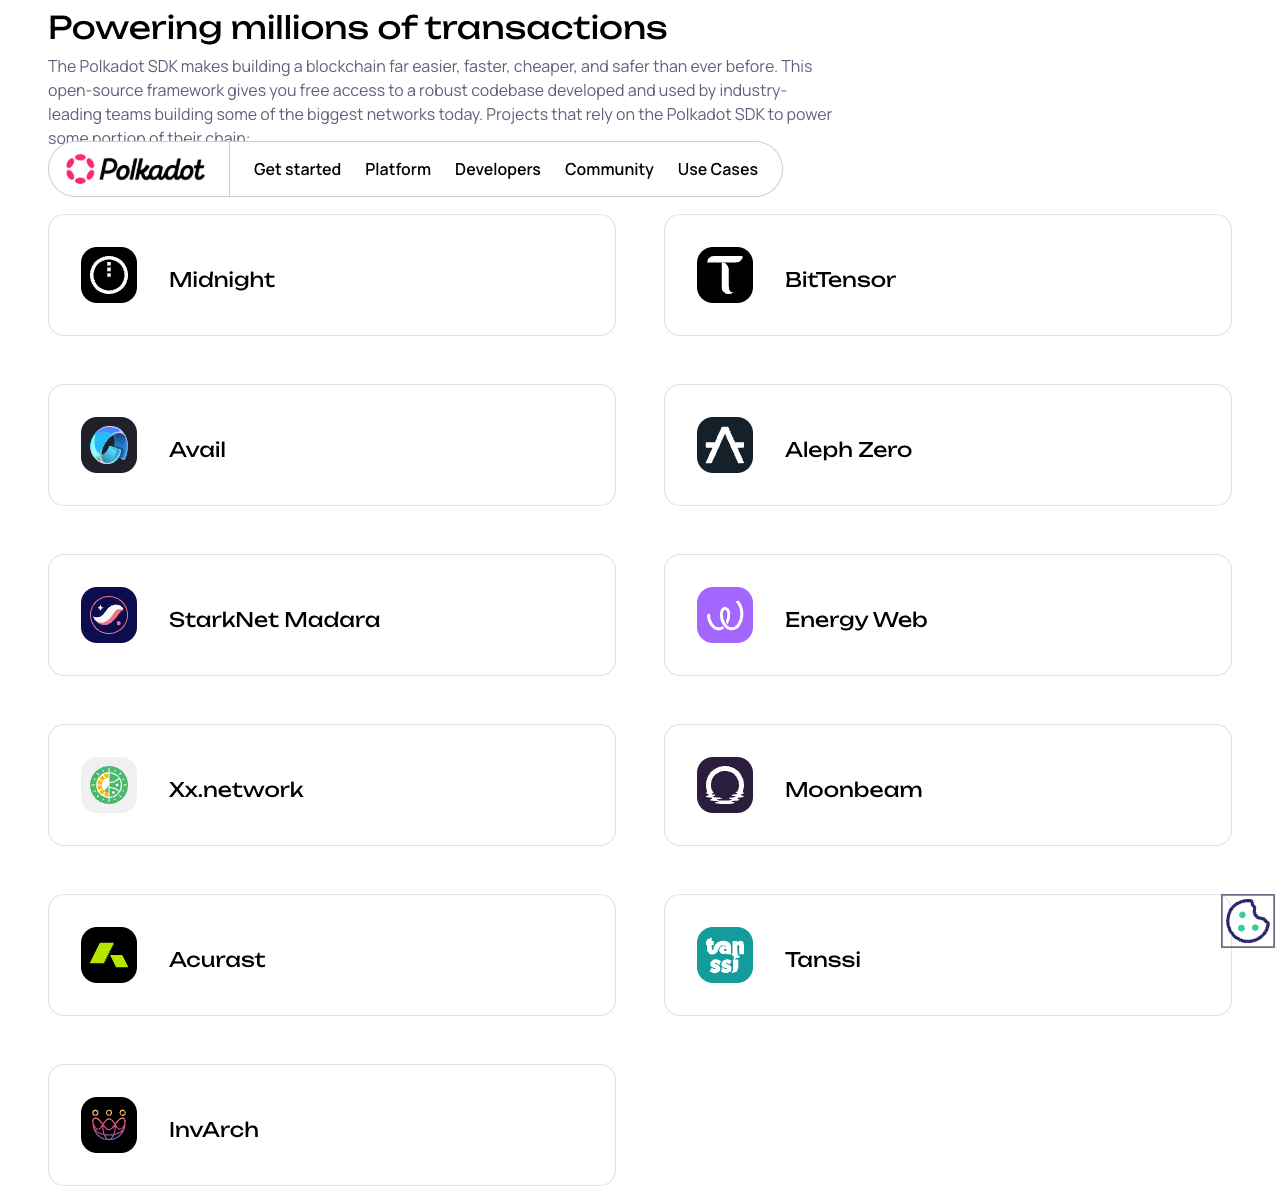 Powering millions of transactions
The Polkadot SDK makes building a blockchain far easier, faster, cheaper, and safer than ever before. This
open-source framework gives you free access to a robust codebase developed and used by industry-
leading teams building some of the biggest networks today. Projects that rely on the Polkadot SDK to power
some portion of their chain:
Polkadot Get started Platform Developers Community Use Cases
Midnight
BitTensor
Avail
Aleph Zero
StarkNet Madara
Energy Web
Xx.network
Moonbeam
Acurast
tan
ssi
Tanssi
InvArch